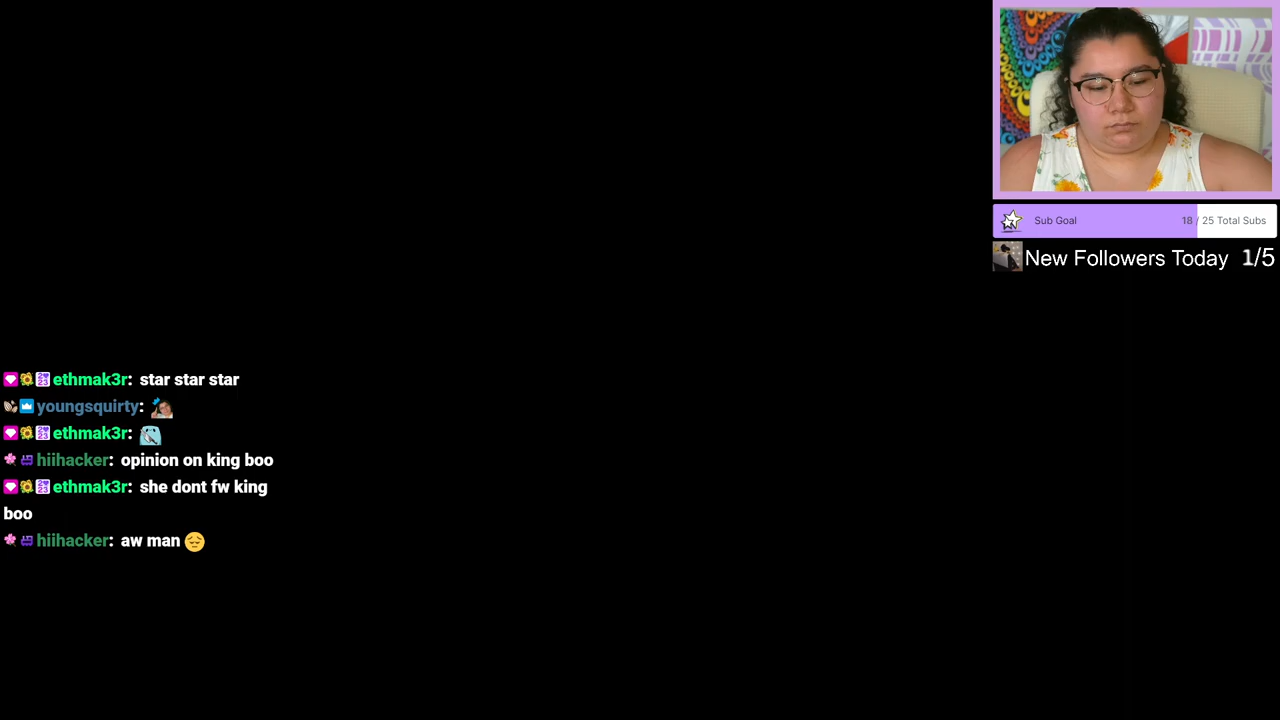 Sub Goal 18 / 25 Total Subs
New Followers Today 1/5
ethmak3r: star star star
youngsquirty:
ethmak3r:
hiihacker: opinion on king boo
ethmak3r: she dont fw king
boo
hiihacker: aw man 😔